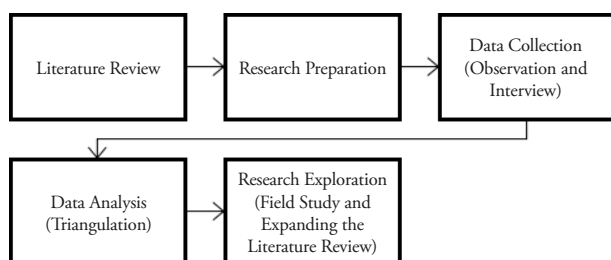 Literature Review
Research Preparation
Data Collection
(Observation and
Interview)
Data Analysis
(Triangulation)
Research Exploration
(Field Study and
Expanding the
Literature Review)